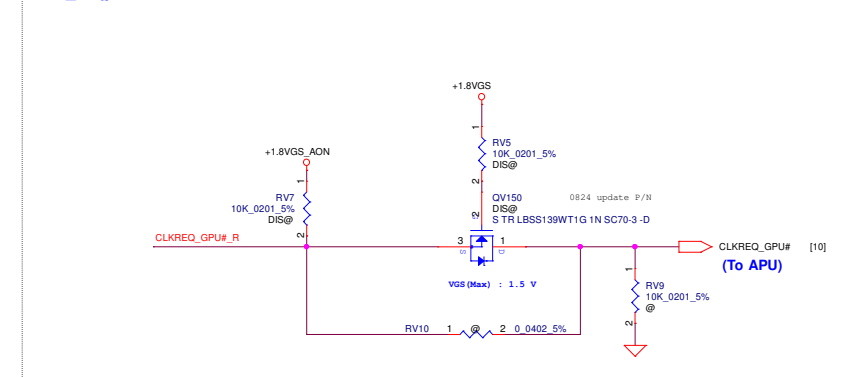 +1.8VGS
1
RV5
10K_0201_5%
DIS@
2
+1.8VGS_AON
1
RV7
10K_0201_5%
DIS@
2
QV150
DIS@
S TR LBSS139WT1G 1N SC70-3 -D
0824 update P/N
2
CLKREQ_GPU#_R
3
S
1
D
VGS(Max) : 1.5 V
CLKREQ_GPU#
[10]
(To APU)
1
RV9
10K_0201_5%
@
2
RV10
1
@
2
0_0402_5%